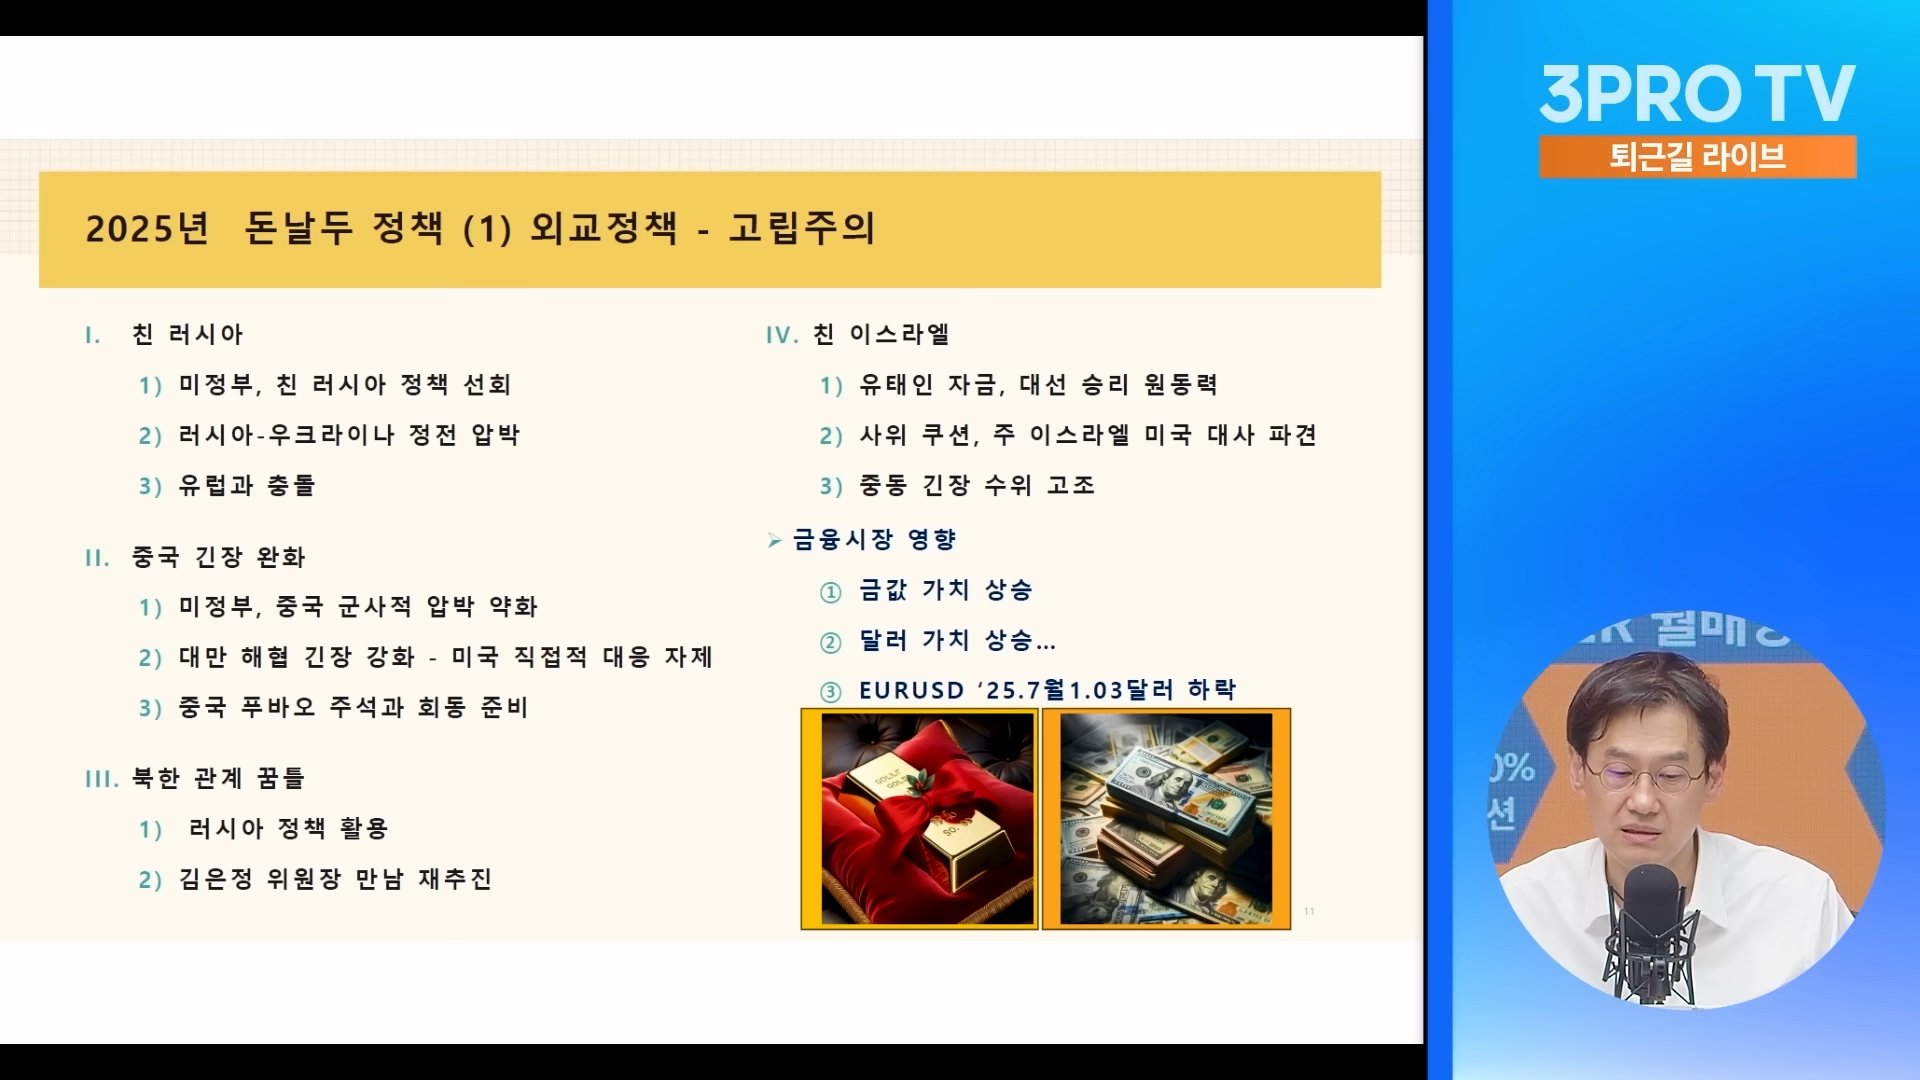 2025년 돈날두 정책 (1) 외교정책 - 고립주의
I. 친 러시아
1) 미정부, 친 러시아 정책 선회
2) 러시아-우크라이나 정전 압박
3) 유럽과 충돌
II. 중국 긴장 완화
1) 미정부, 중국 군사적 압박 약화
2) 대만 해협 긴장 강화 - 미국 직접적 대응 자제
3) 중국 푸바오 주석과 회동 준비
III. 북한 관계 꿈틀
1) 러시아 정책 활용
2) 김은정 위원장 만남 재추진
IV. 친 이스라엘
1) 유태인 자금, 대선 승리 원동력
2) 사위 쿠션, 주 이스라엘 미국 대사 파견
3) 중동 긴장 수위 고조
➢ 금융시장 영향
① 금값 가치 상승
② 달러 가치 상승...
③ EURUSD ‘25.7월1.03달러 하락
100
11
3PRO TV
퇴근길 라이브
월매
0%
션